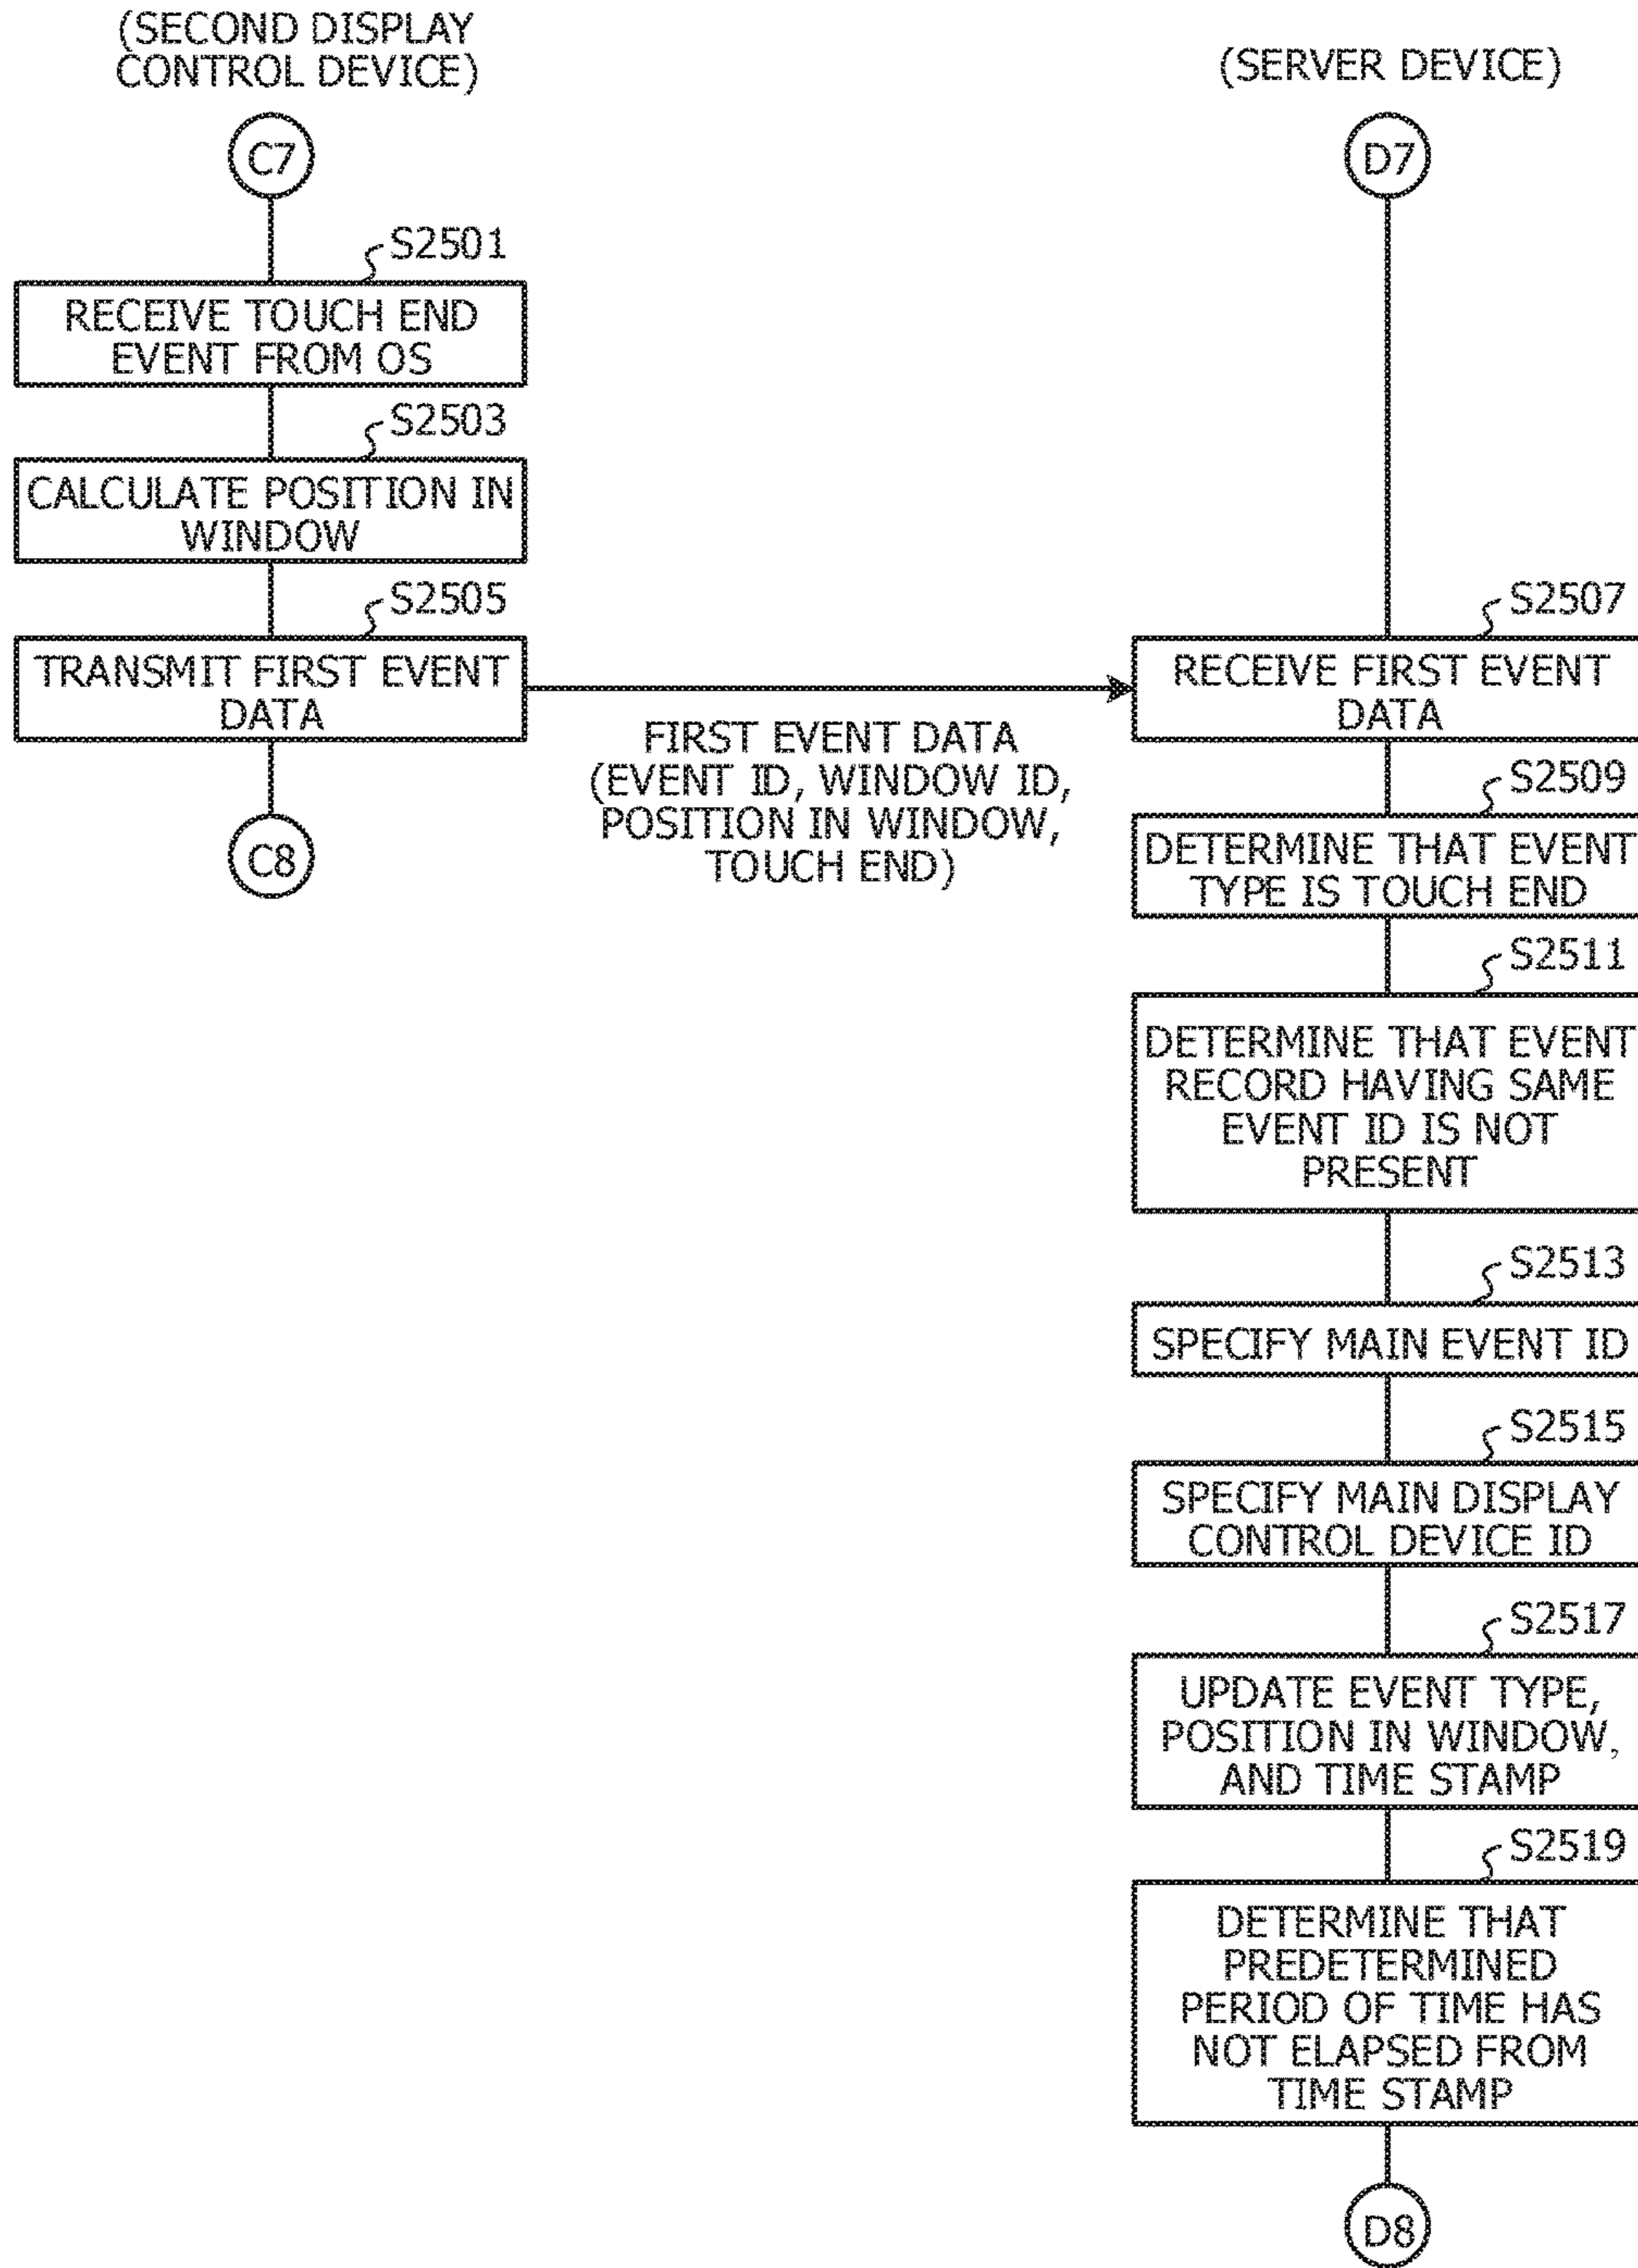 (SECOND DISPLAY
CONTROL DEVICE)
C7
S2501
RECEIVE TOUCH END
EVENT FROM OS
S2503
CALCULATE POSITION IN
WINDOW
S2505
TRANSMIT FIRST EVENT
DATA
C8
FIRST EVENT DATA
(EVENT ID, WINDOW ID,
POSITION IN WINDOW,
TOUCH END)
(SERVER DEVICE)
D7
S2507
RECEIVE FIRST EVENT
DATA
S2509
DETERMINE THAT EVENT
TYPE IS TOUCH END
S2511
DETERMINE THAT EVENT
RECORD HAVING SAME
EVENT ID IS NOT
PRESENT
S2513
SPECIFY MAIN EVENT ID
S2515
SPECIFY MAIN DISPLAY
CONTROL DEVICE ID
S2517
UPDATE EVENT TYPE,
POSITION IN WINDOW,
AND TIME STAMP
S2519
DETERMINE THAT
PREDETERMINED
PERIOD OF TIME HAS
NOT ELAPSED FROM
TIME STAMP
D8